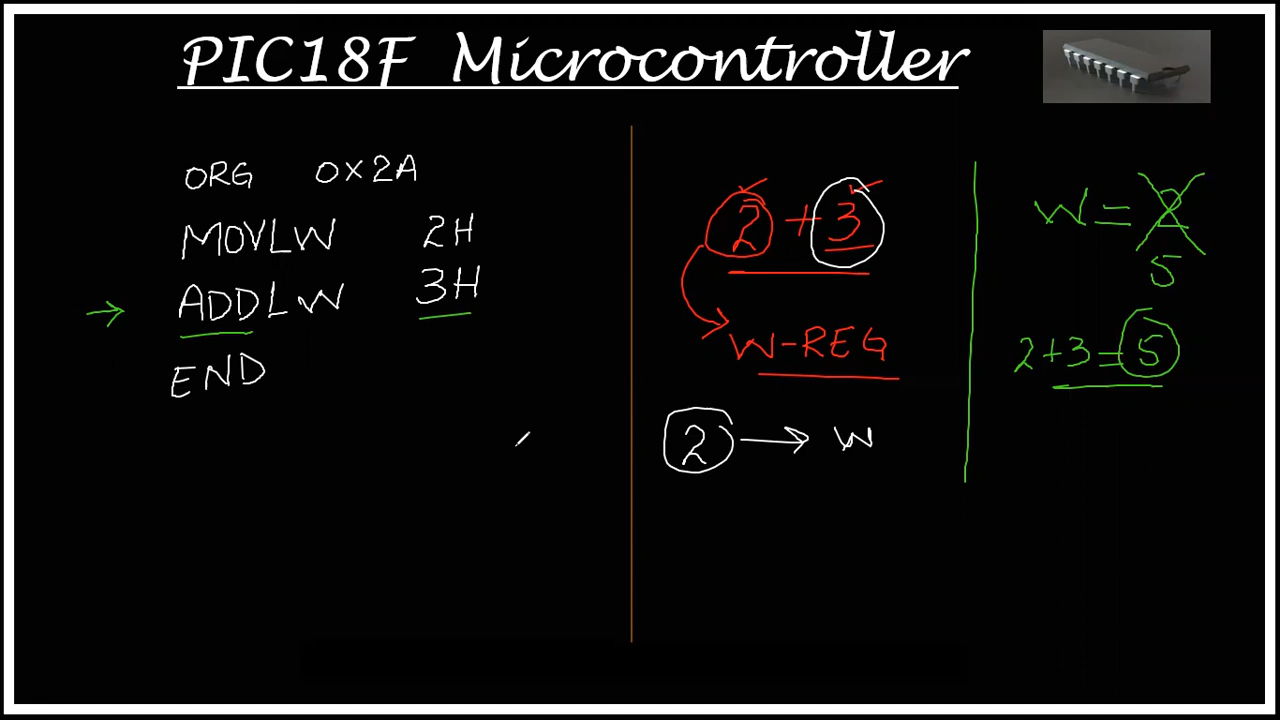 PIC18F Microcontroller
ORG 0x2A
MOVLW 2H
ADDLW 3H
END
2 + 3
W-REG
2 → W
W = 2
5
2+3=5